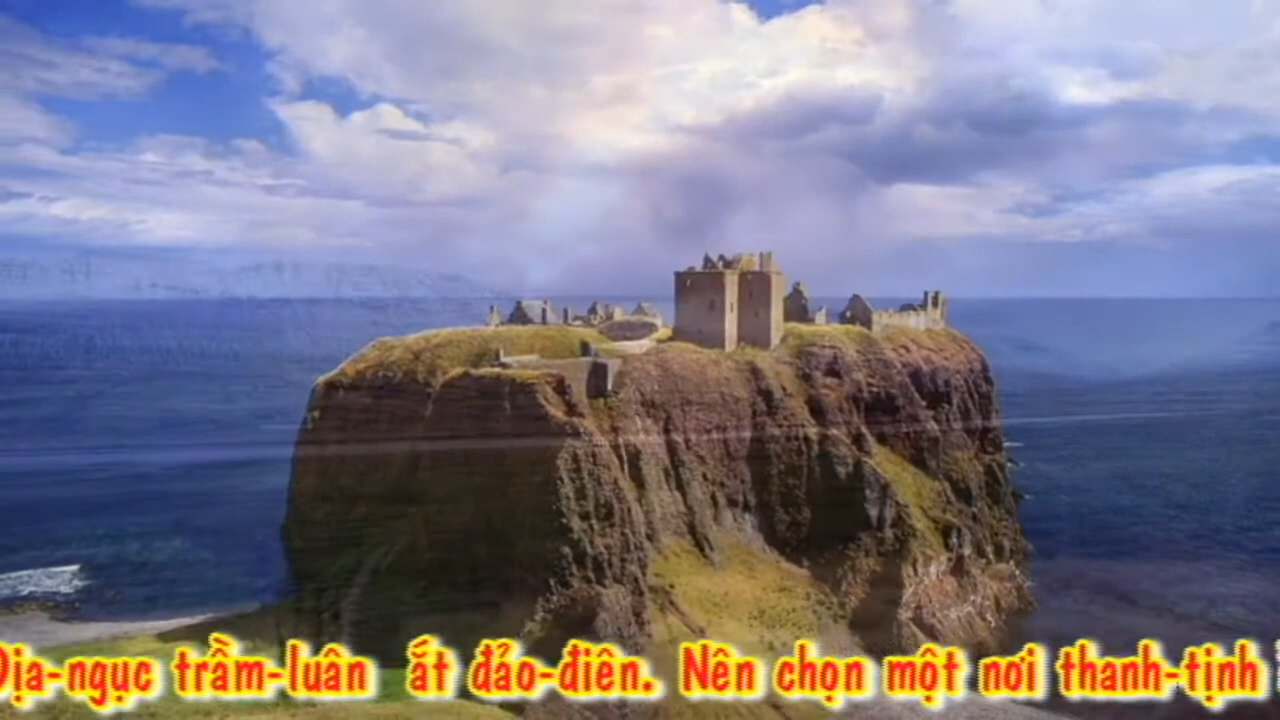 Địa-ngục trầm-luân ắt đảo-điên. Nên chọn một nơi thanh-tịnh